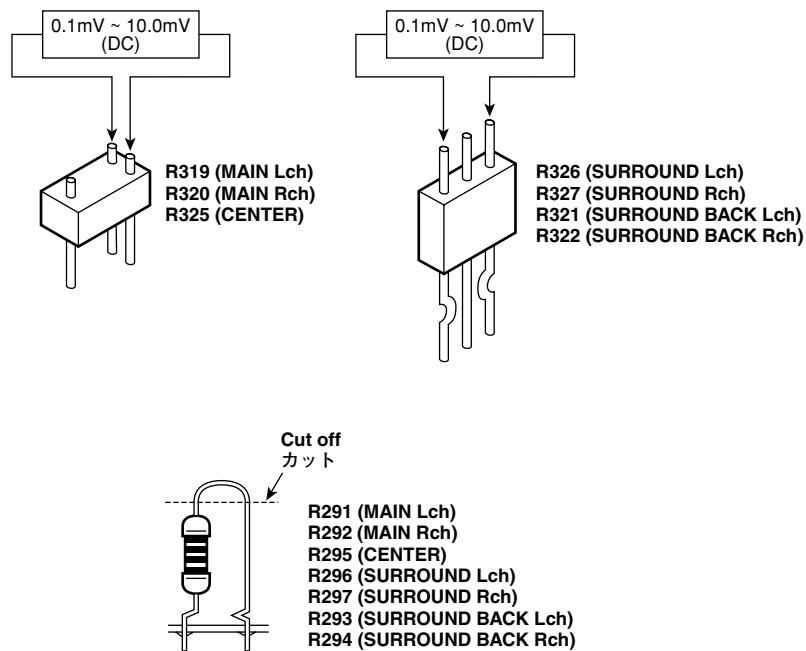 0.1mV ~ 10.0mV
(DC)
R319 (MAIN Lch)
R320 (MAIN Rch)
R325 (CENTER)
0.1mV ~ 10.0mV
(DC)
R326 (SURROUND Lch)
R327 (SURROUND Rch)
R321 (SURROUND BACK Lch)
R322 (SURROUND BACK Rch)
Cut off
カット
R291 (MAIN Lch)
R292 (MAIN Rch)
R295 (CENTER)
R296 (SURROUND Lch)
R297 (SURROUND Rch)
R293 (SURROUND BACK Lch)
R294 (SURROUND BACK Rch)